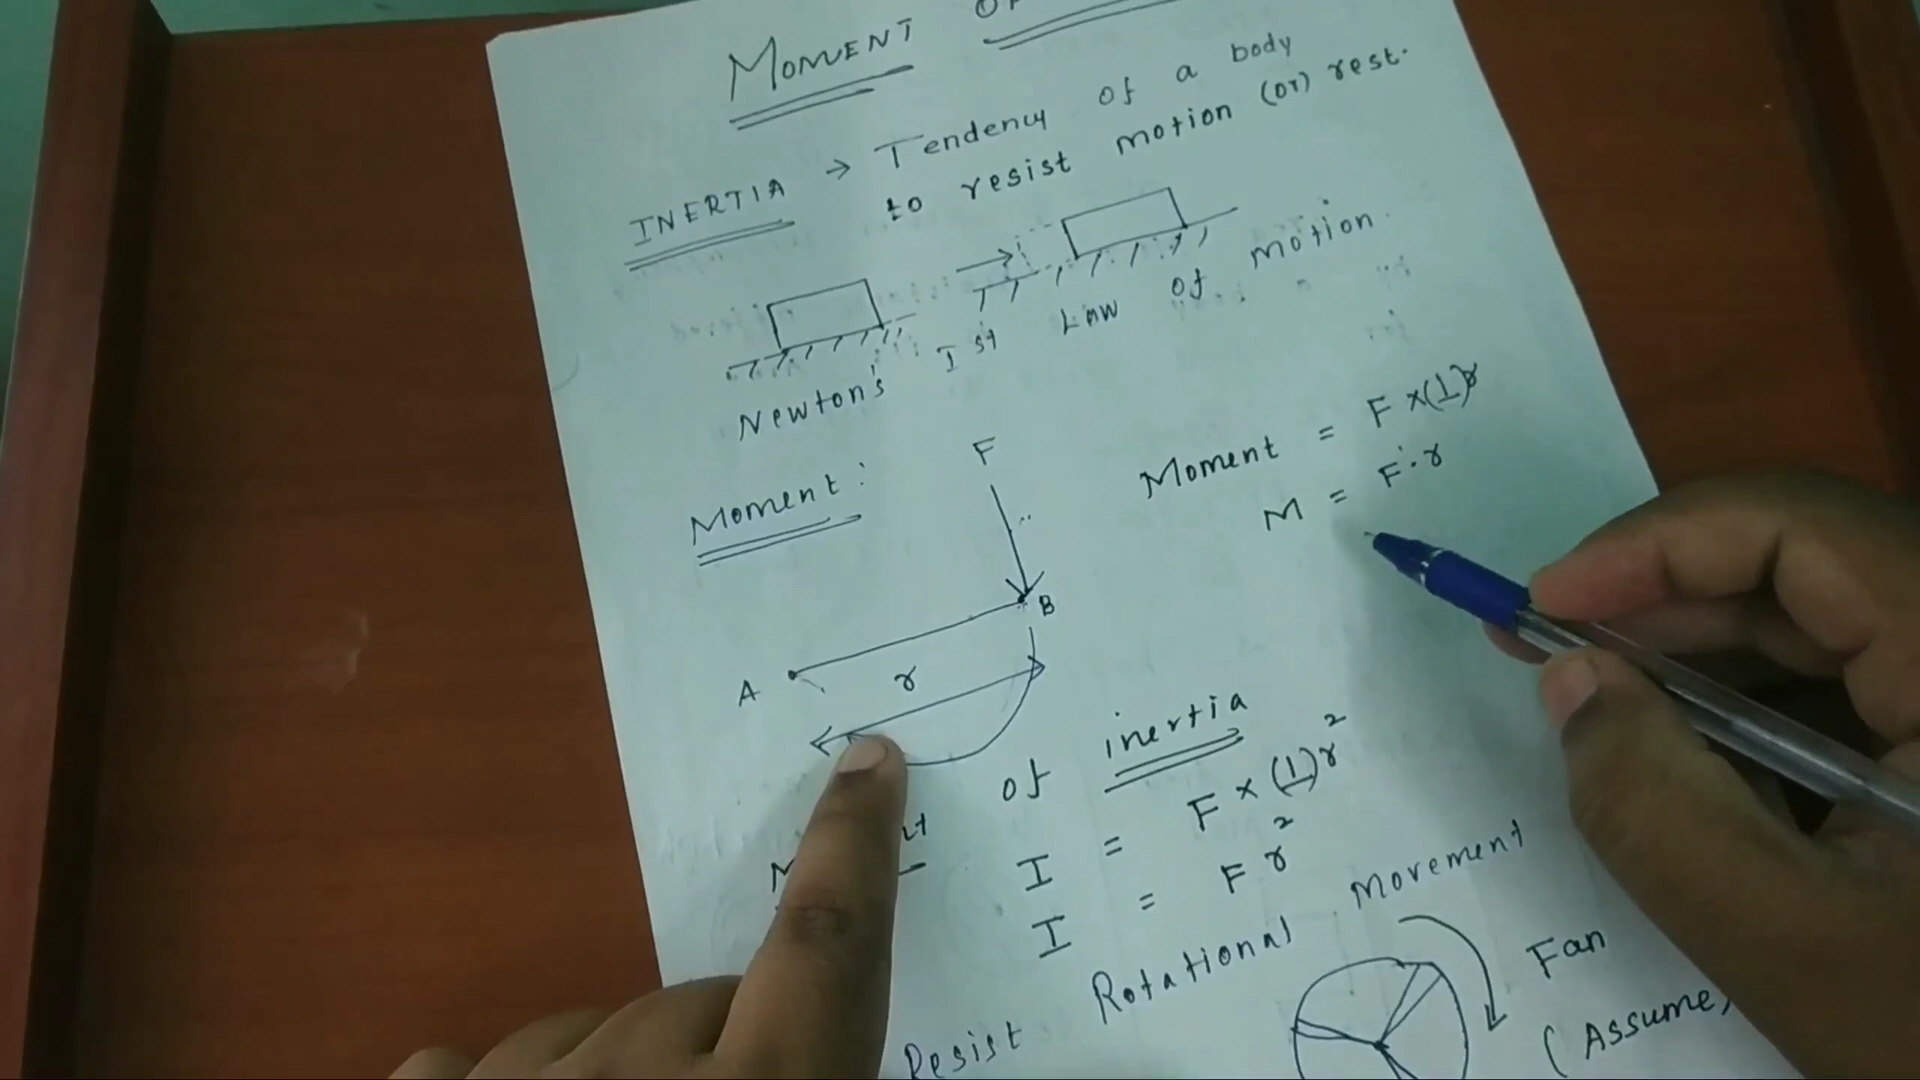 MOMENT
INERTIA → Tendency of a body
to resist motion (or) rest.
Newton's Ist Law of motion.
Moment:
F
A
B
r
Moment = F × (⊥)r
M = F · r
of inertia
I = F × (⊥)r²
I = F r²
Resist Rotational Movement
Fan
(Assume,